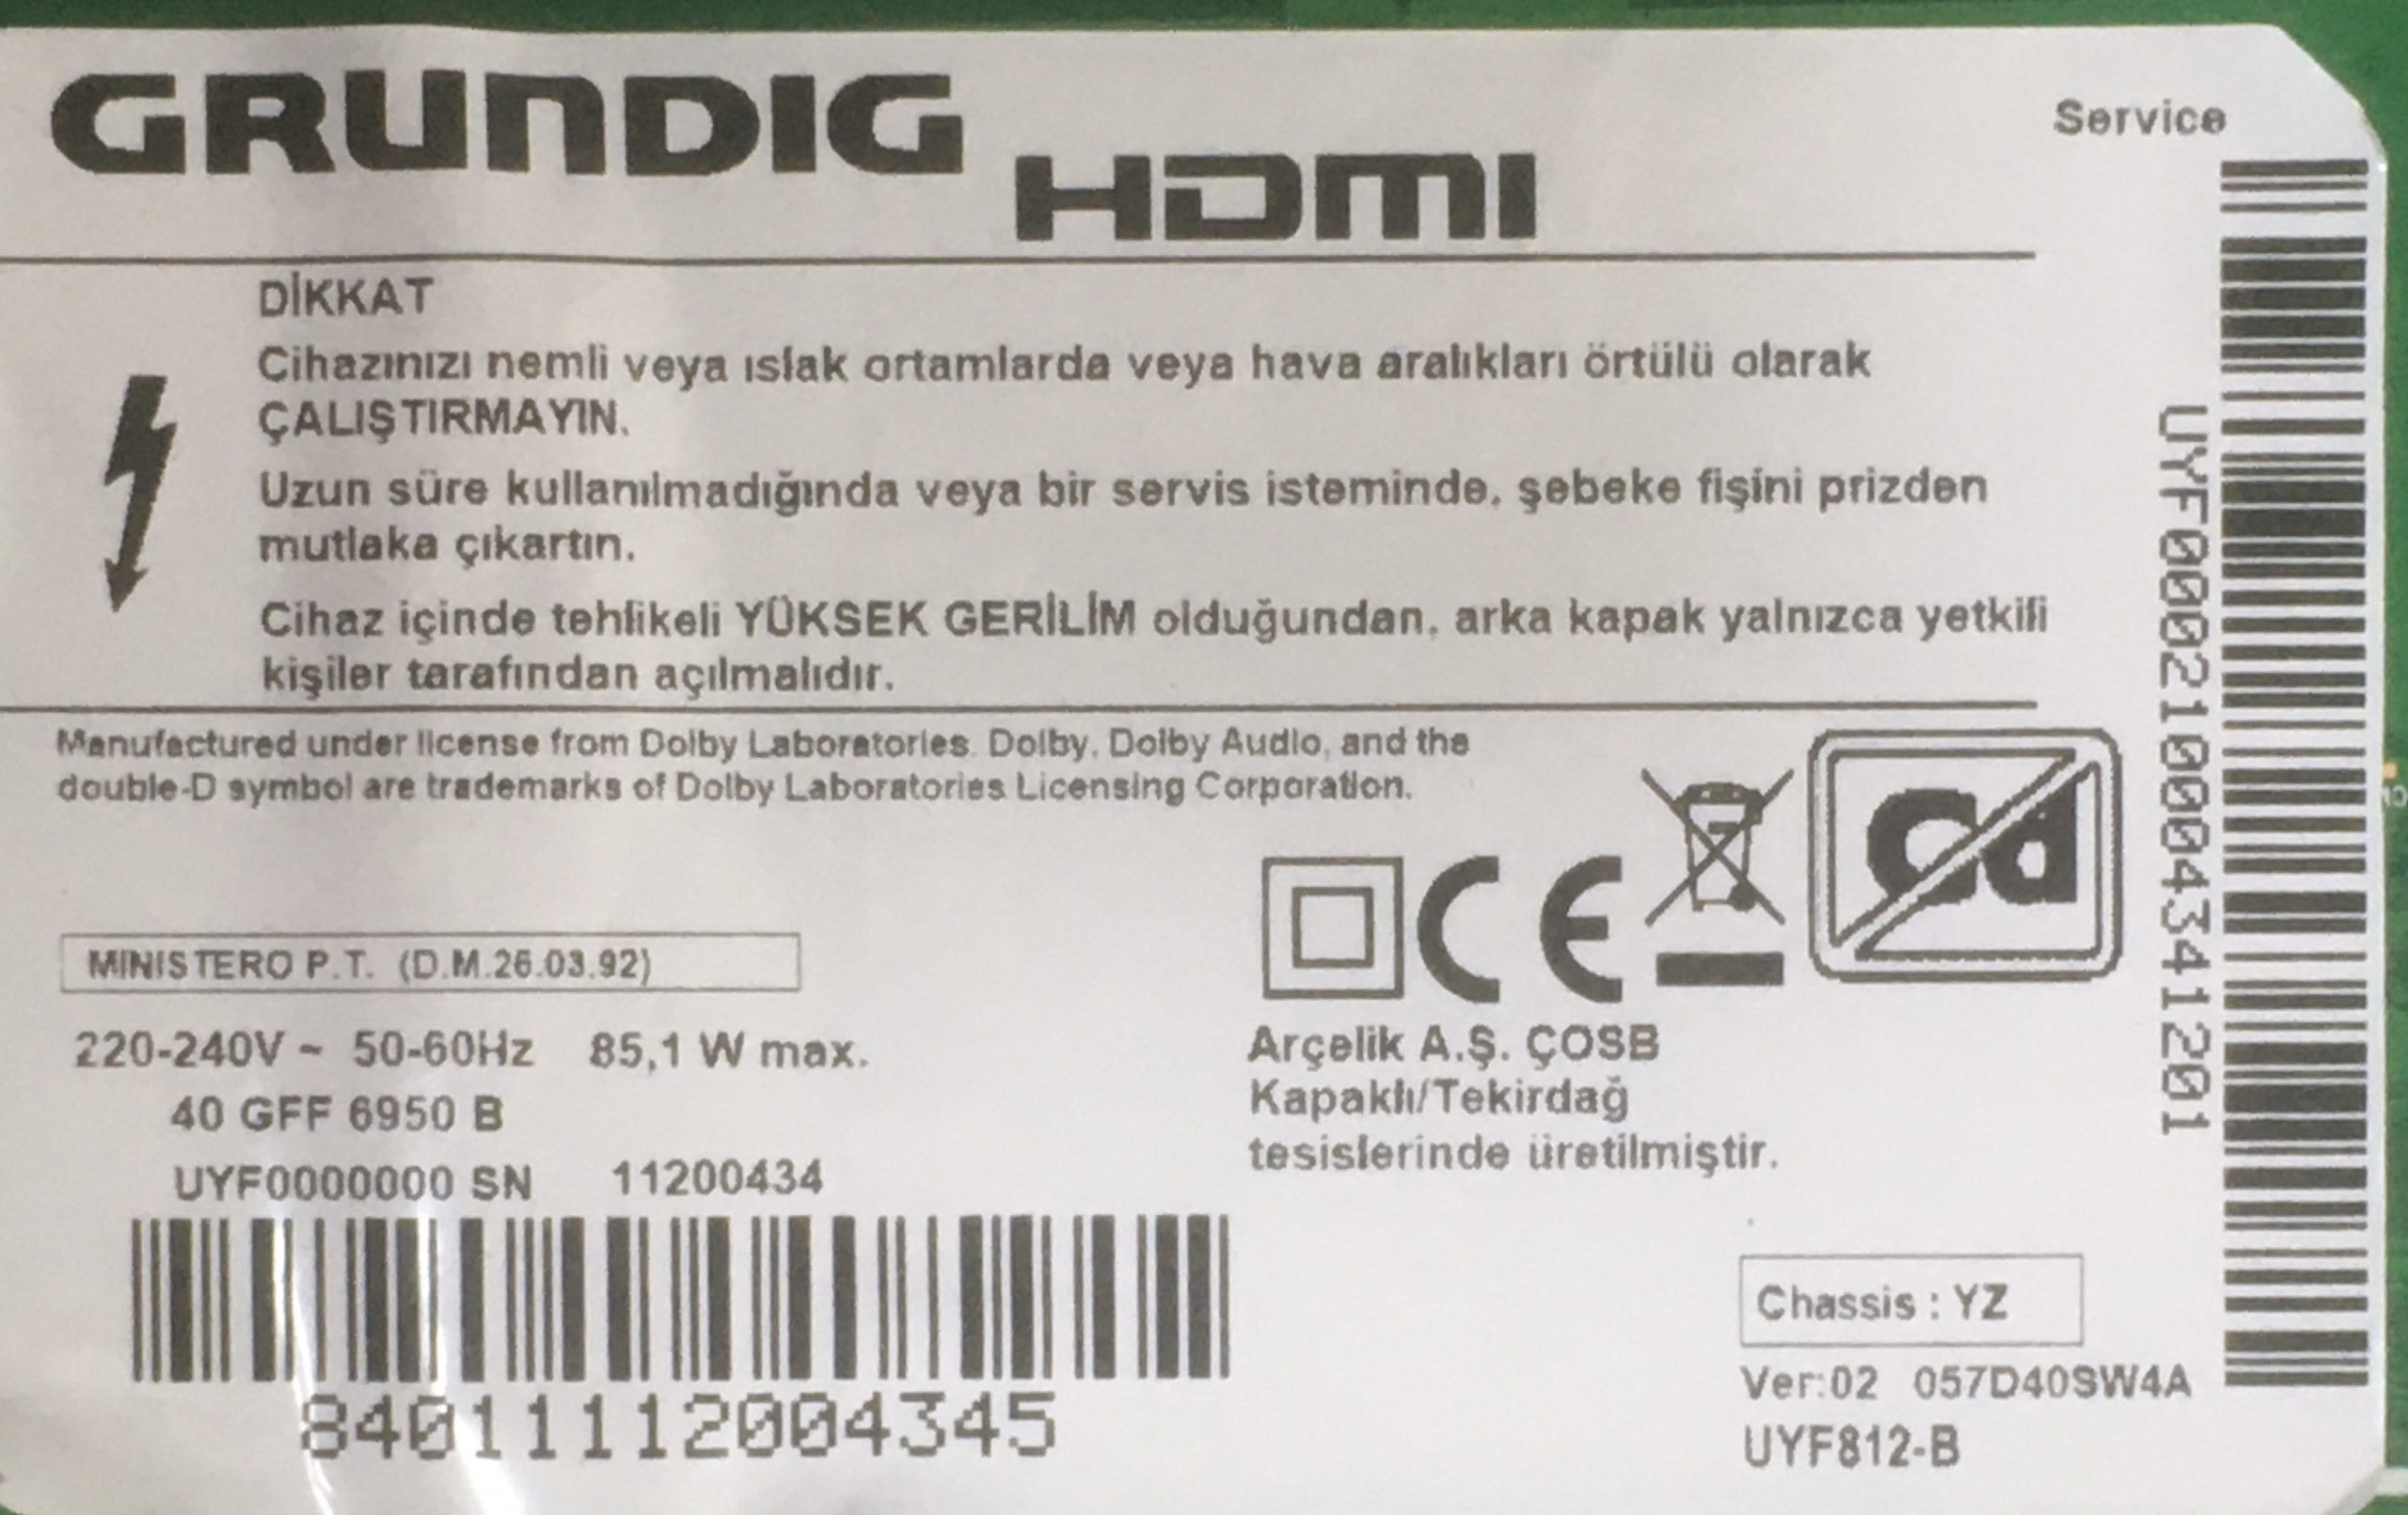 GRUNDIG
HDMI
Service
DİKKAT
Cihazınızı nemli veya ıslak ortamlarda veya hava aralıkları örtülü olarak
ÇALIŞTIRMAYIN.
Uzun süre kullanılmadığında veya bir servis isteminde, şebeke fişini prizden
mutlaka çıkartın.
Cihaz içinde tehlikeli YÜKSEK GERİLİM olduğundan, arka kapak yalnızca yetkili
kişiler tarafından açılmalıdır.
Manufactured under license from Dolby Laboratories. Dolby, Dolby Audio, and the
double-D symbol are trademarks of Dolby Laboratories Licensing Corporation.
MINISTERO P.T. (D.M.26.03.92)
220-240V ~ 50-60Hz 85,1 W max.
40 GFF 6950 B
UYF0000000 SN 11200434
84011112004345
CE
Cd
Arçelik A.Ş. ÇOSB
Kapaklı/Tekirdağ
tesislerinde üretilmiştir.
Chassis : YZ
Ver:02 057D40SW4A
UYF812-B
UYF000210004341201